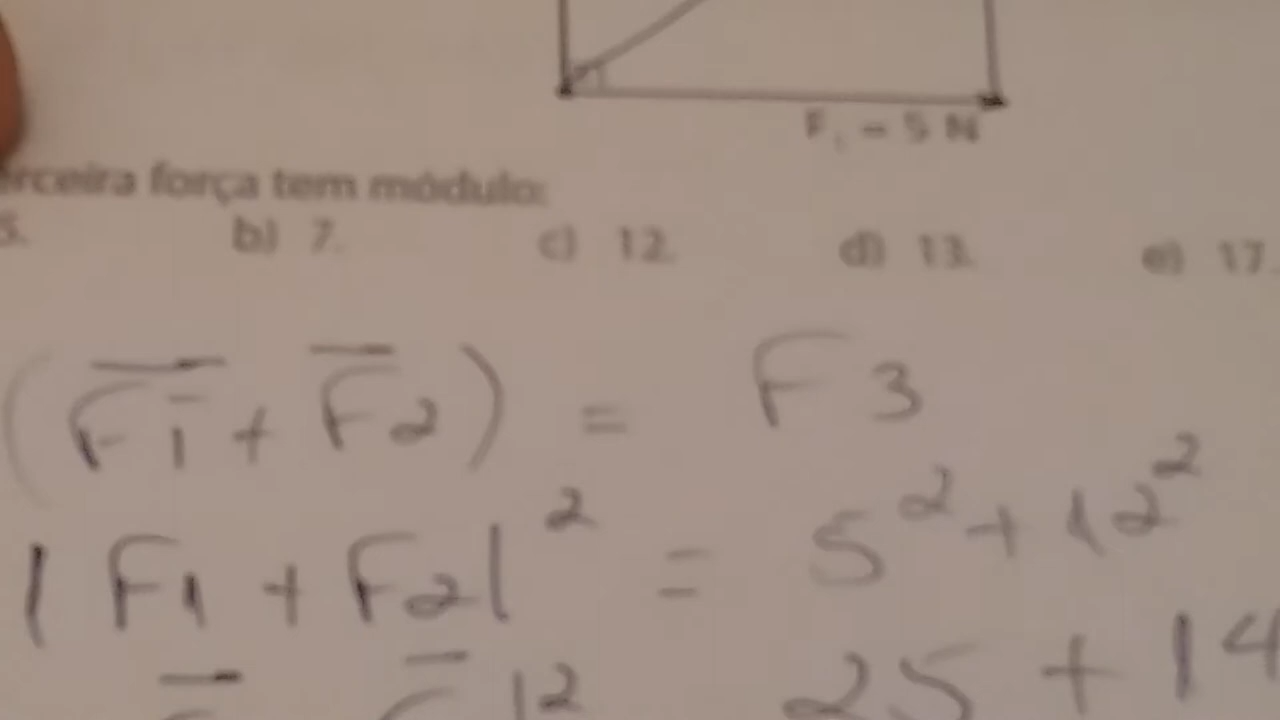 F₁ = 5 N
erceira força tem módulo:
5. b) 7. c) 12. d) 13. e) 17.
(F1 + F2) = F3
|F1 + F2|² = 5² + 12²
|² 25 + 14